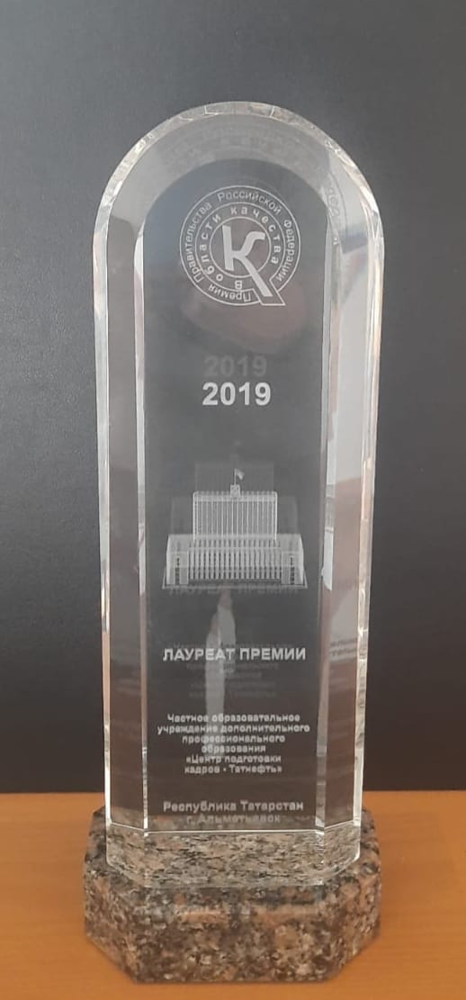 Премия Правительства Российской Федерации
в области качества
К
2019
ЛАУРЕАТ ПРЕМИИ
Частное образовательное
учреждение дополнительного
профессионального
образования
«Центр подготовки
кадров - Татнефть»
Республика Татарстан
г. Альметьевск